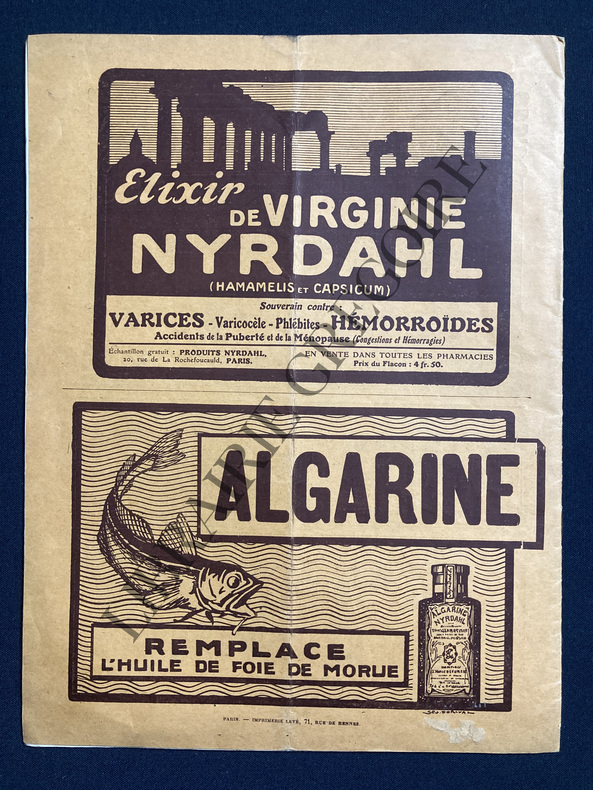 Elixir
DE VIRGINIE
NYRDAHL
(HAMAMELIS ET CAPSICUM)
Souverain contre :
VARICES - Varicocèle - Phlébites - HÉMORROÏDES
Accidents de la Puberté et de la Ménopause (Congestions et Hémorragies)
Échantillon gratuit : PRODUITS NYRDAHL,
20, rue de La Rochefoucauld, PARIS.
EN VENTE DANS TOUTES LES PHARMACIES
Prix du Flacon : 4 fr. 50.
ALGARINE
ALGARINE
NYRDAHL
REMPLACE
L'HUILE DE FOIE DE MORUE
PARIS. — IMPRIMERIE LAVÉ, 71, RUE DE RENNES.
LIBRAIRIE GREGOIRE